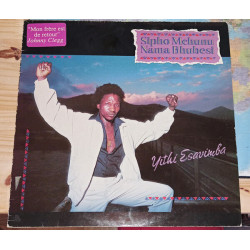 "Mon frère est
de retour"
Johnny Clegg
Sipho Mchunu
Nama Bhubesi
Yithi Esavimba